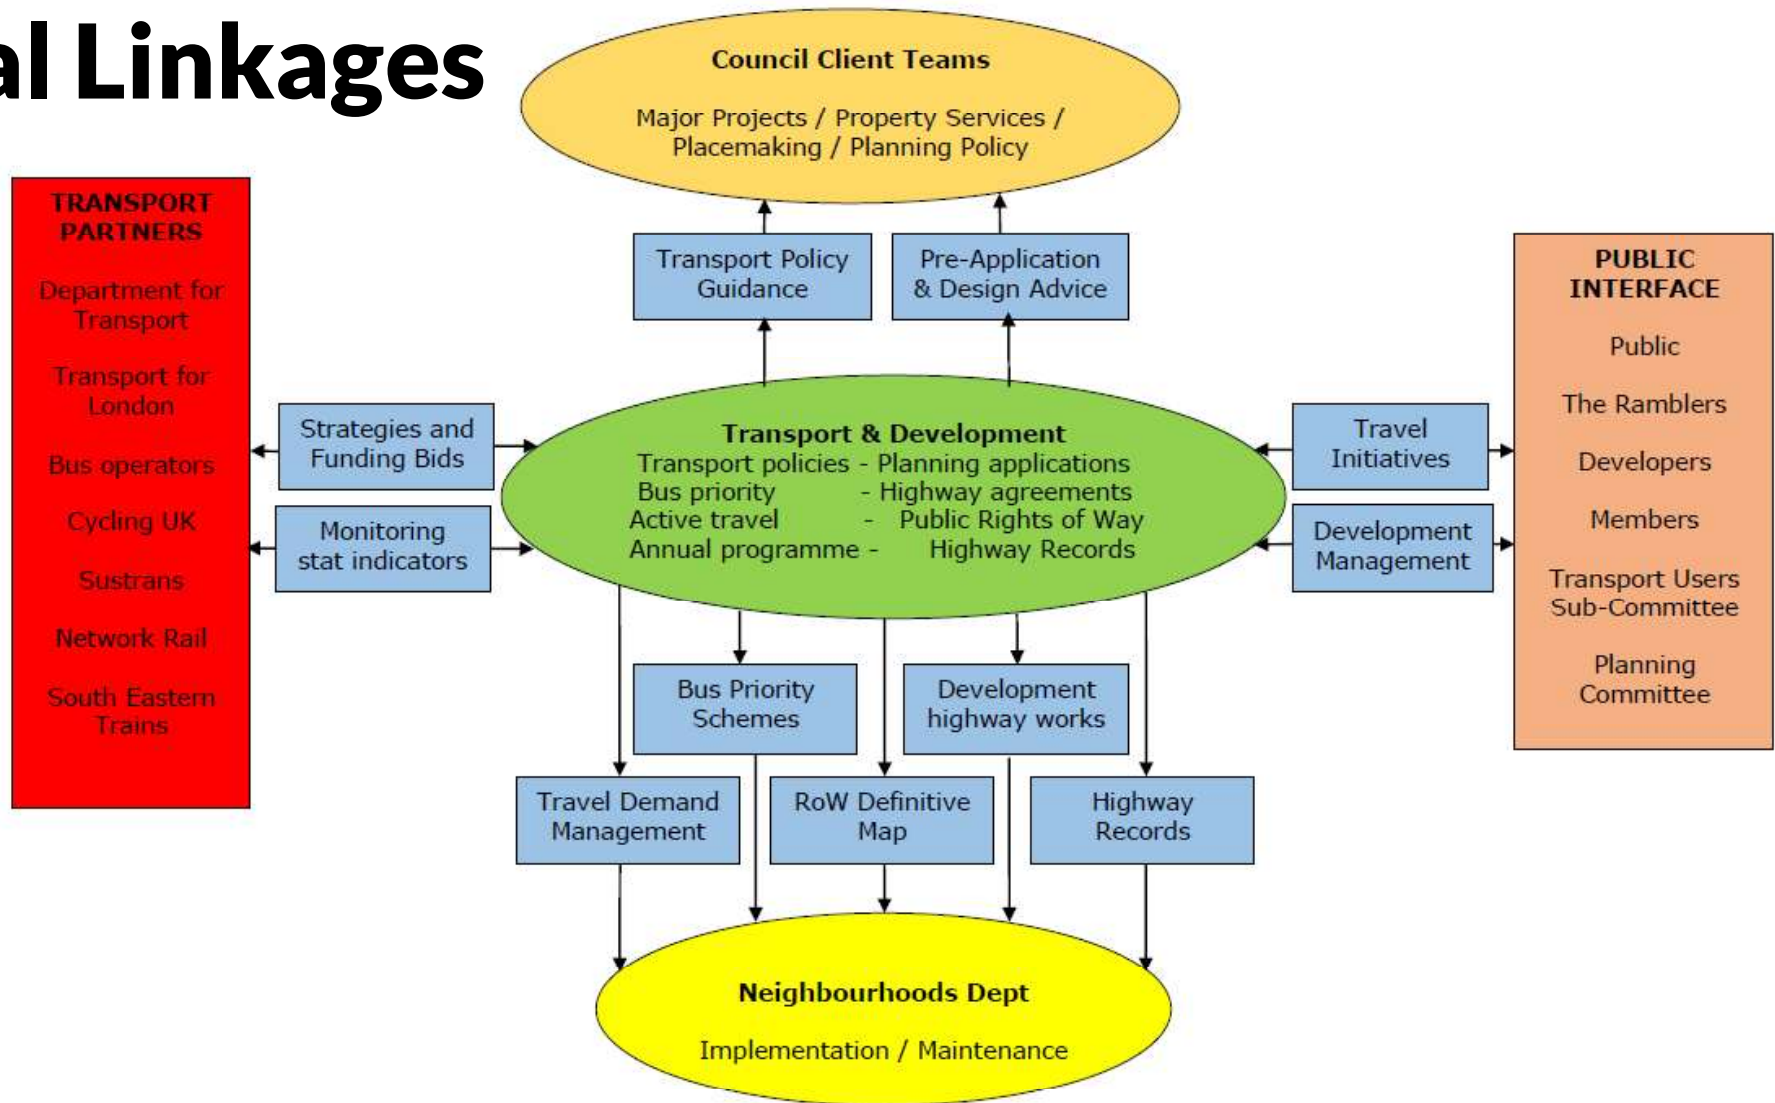 al Linkages
Council Client Teams
Major Projects / Property Services /
Placemaking / Planning Policy
TRANSPORT
PARTNERS
Department for
Transport
Transport for
London
Bus operators
Cycling UK
Sustrans
Network Rail
South Eastern
Trains
Transport Policy
Guidance
Pre-Application
& Design Advice
PUBLIC
INTERFACE
Public
The Ramblers
Developers
Members
Transport Users
Sub-Committee
Planning
Committee
Strategies and
Funding Bids
Monitoring
stat indicators
Transport & Development
Transport policies - Planning applications
Bus priority - Highway agreements
Active travel - Public Rights of Way
Annual programme - Highway Records
Travel
Initiatives
Development
Management
Bus Priority
Schemes
Development
highway works
Travel Demand
Management
RoW Definitive
Map
Highway
Records
Neighbourhoods Dept
Implementation / Maintenance